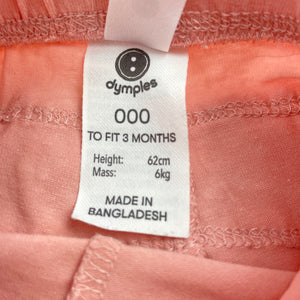 dymples
000
TO FIT 3 MONTHS
Height: 62cm
Mass: 6kg
MADE IN
BANGLADESH